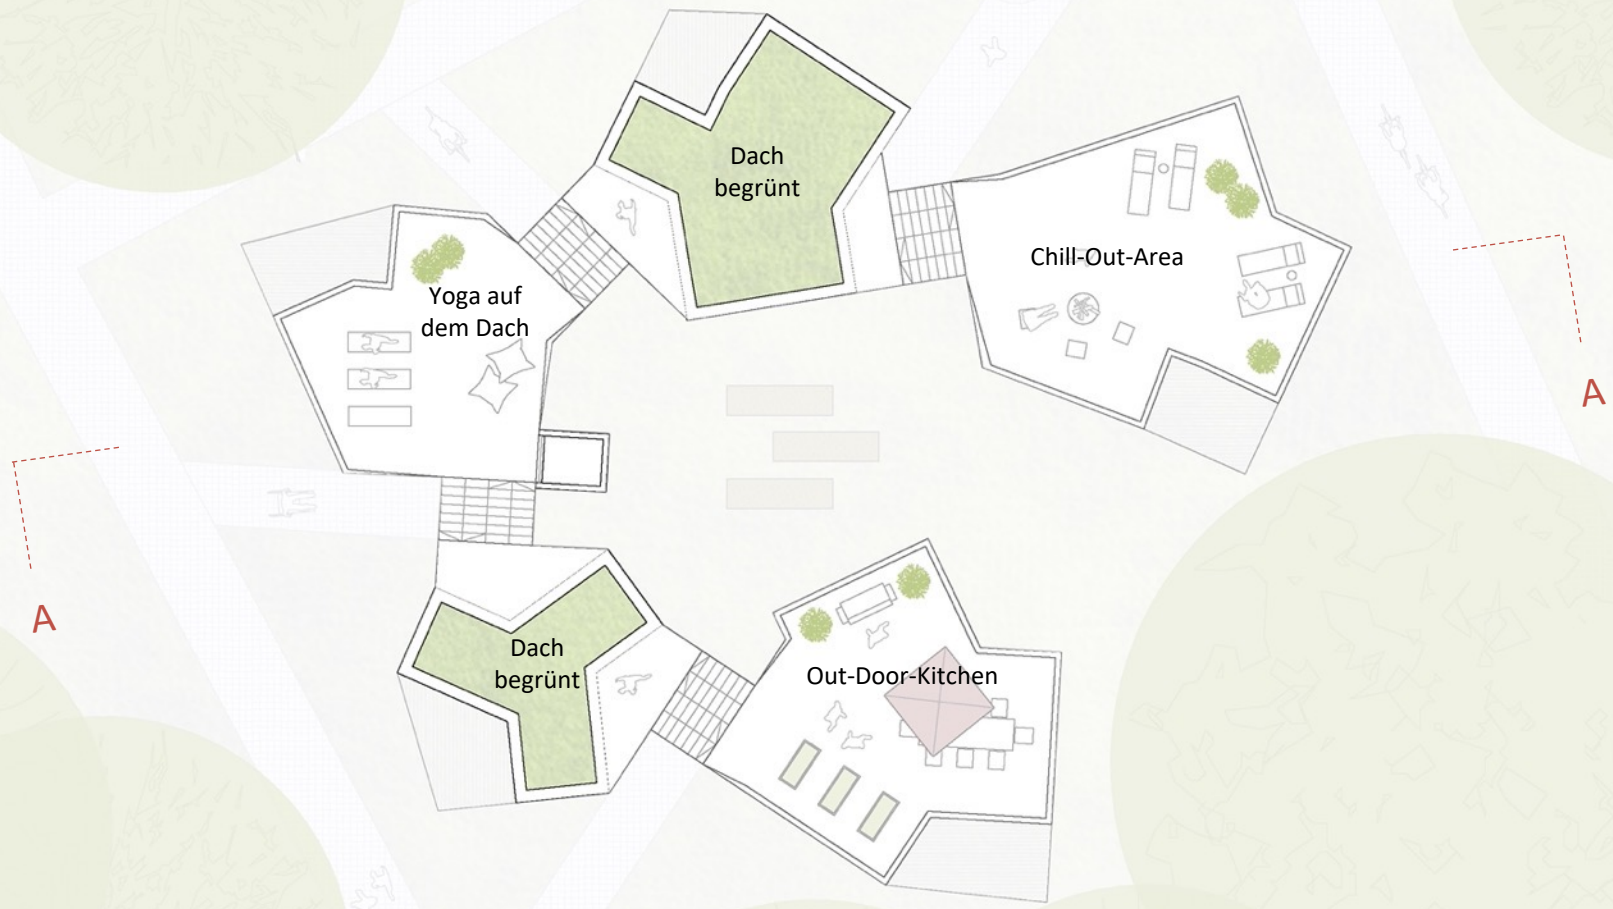 Dach
begrünt
Chill-Out-Area
Yoga auf
dem Dach
A
A
Dach
begrünt
Out-Door-Kitchen